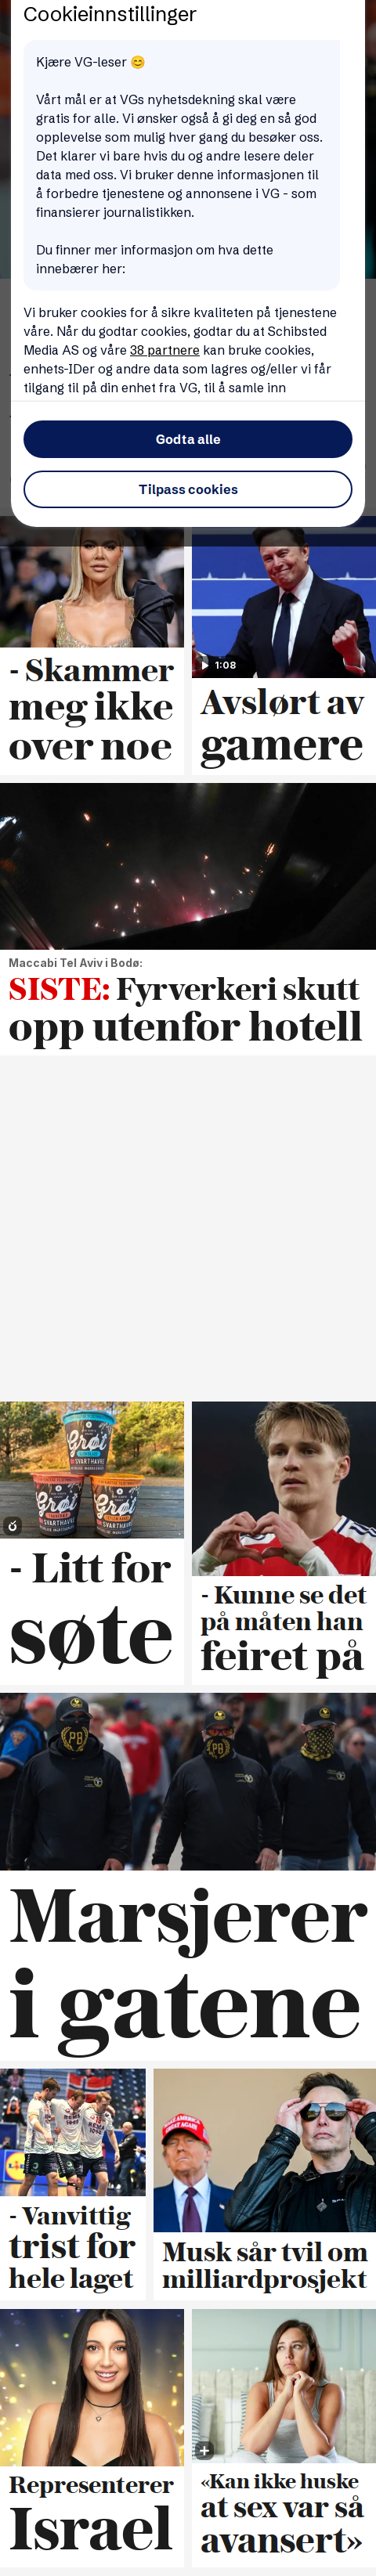 Cookieinnstillinger
Kjære VG-leser 😊
Vårt mål er at VGs nyhetsdekning skal være
gratis for alle. Vi ønsker også å gi deg en så god
opplevelse som mulig hver gang du besøker oss.
Det klarer vi bare hvis du og andre lesere deler
data med oss. Vi bruker denne informasjonen til
å forbedre tjenestene og annonsene i VG - som
finansierer journalistikken.
Du finner mer informasjon om hva dette
innebærer her:
Vi bruker cookies for å sikre kvaliteten på tjenestene
våre. Når du godtar cookies, godtar du at Schibsted
Media AS og våre 38 partnere kan bruke cookies,
enhets-IDer og andre data som lagres og/eller vi får
tilgang til på din enhet fra VG, til å samle inn
Godta alle
Tilpass cookies
1:08
- Skammer
meg ikke
over noe
Avslørt av
gamere
Maccabi Tel Aviv i Bodø:
SISTE: Fyrverkeri skutt
opp utenfor hotell
Grøt
SVARTHAVRE
Grøt
SVARTHAVRE
Grøt
SVARTHAVRE
- Litt for
søte
- Kunne se det
på måten han
feiret på
PB
PB
Marsjerer
i gatene
- Vanvittig
trist for
hele laget
Musk sår tvil om
milliardprosjekt
Representerer
Israel
«Kan ikke huske
at sex var så
avansert»